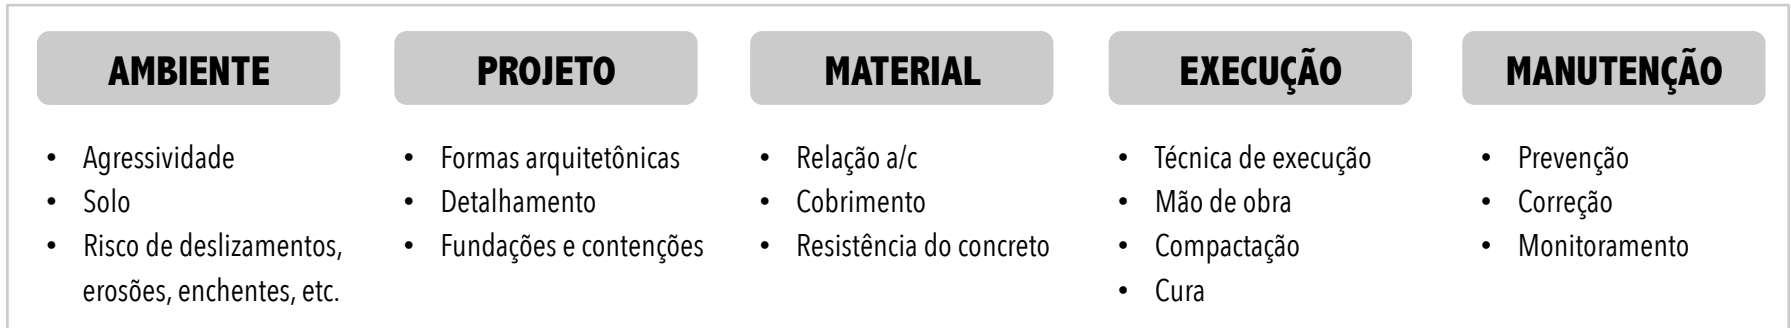 AMBIENTE
• Agressividade
• Solo
• Risco de deslizamentos,
erosões, enchentes, etc.
PROJETO
• Formas arquitetônicas
• Detalhamento
• Fundações e contenções
MATERIAL
• Relação a/c
• Cobrimento
• Resistência do concreto
EXECUÇÃO
• Técnica de execução
• Mão de obra
• Compactação
• Cura
MANUTENÇÃO
• Prevenção
• Correção
• Monitoramento